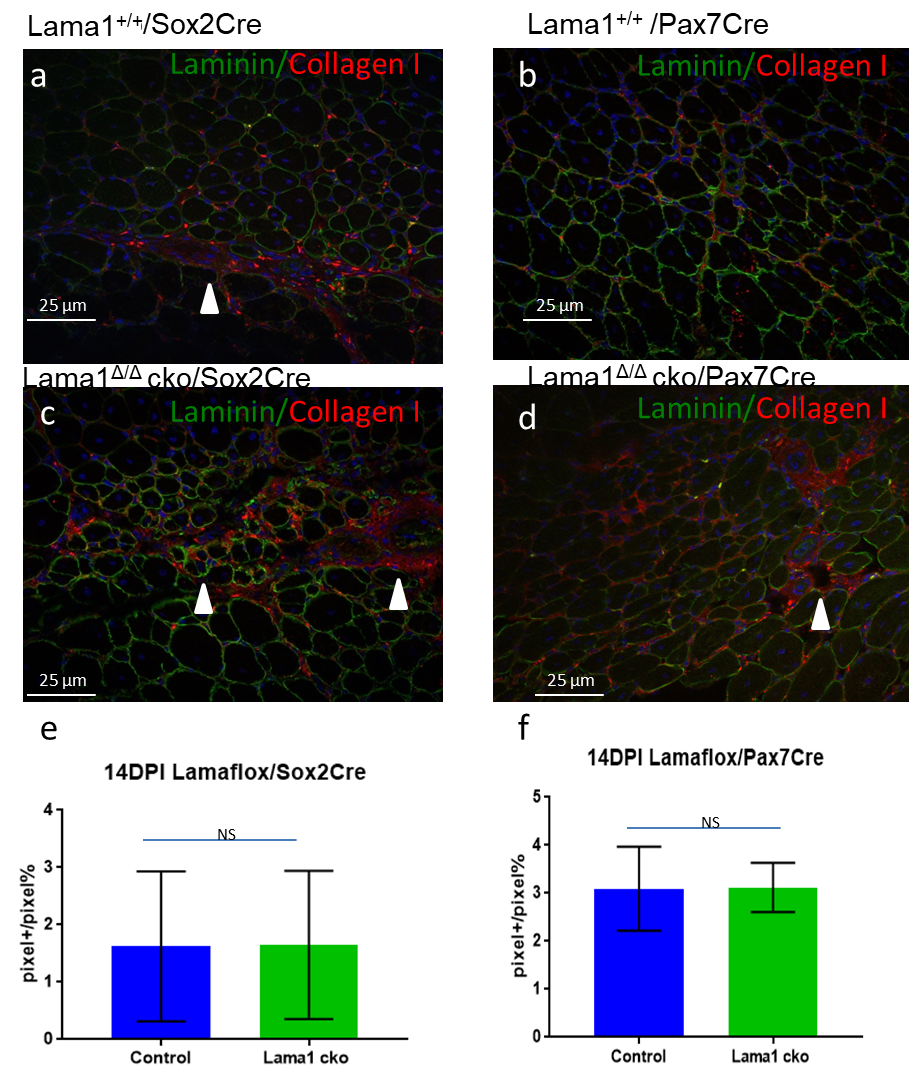 Lama1+/+/Sox2Cre
Lama1+/+ /Pax7Cre
a
Laminin/Collagen I
b
Laminin/Collagen I
25 µm
25 µm
Lama1Δ/Δ cko/Sox2Cre
Lama1Δ/Δ cko/Pax7Cre
c
Laminin/Collagen I
d
Laminin/Collagen I
25 µm
25 µm
e
14DPI Lamaflox/Sox2Cre
pixel+/pixel%
4
3
2
1
0
NS
Control
Lama1 cko
f
14DPI Lamaflox/Pax7Cre
pixel+/pixel%
5
4
3
2
1
0
NS
Control
Lama1 cko